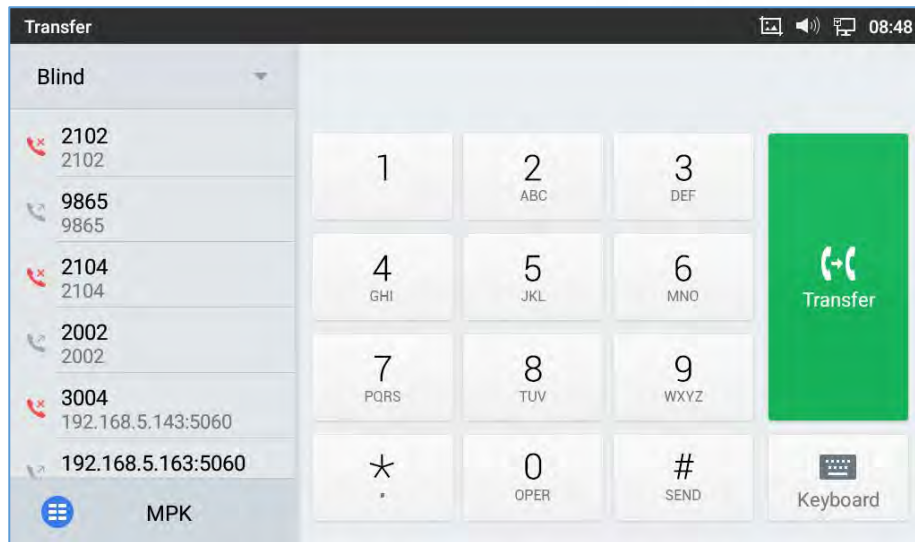 Transfer
08:48
Blind
2102
2102
9865
9865
2104
2104
2002
2002
3004
192.168.5.143:5060
192.168.5.163:5060
MPK
1
2
ABC
3
DEF
4
GHI
5
JKL
6
MNO
7
PQRS
8
TUV
9
WXYZ
*
.
0
OPER
#
SEND
Transfer
Keyboard